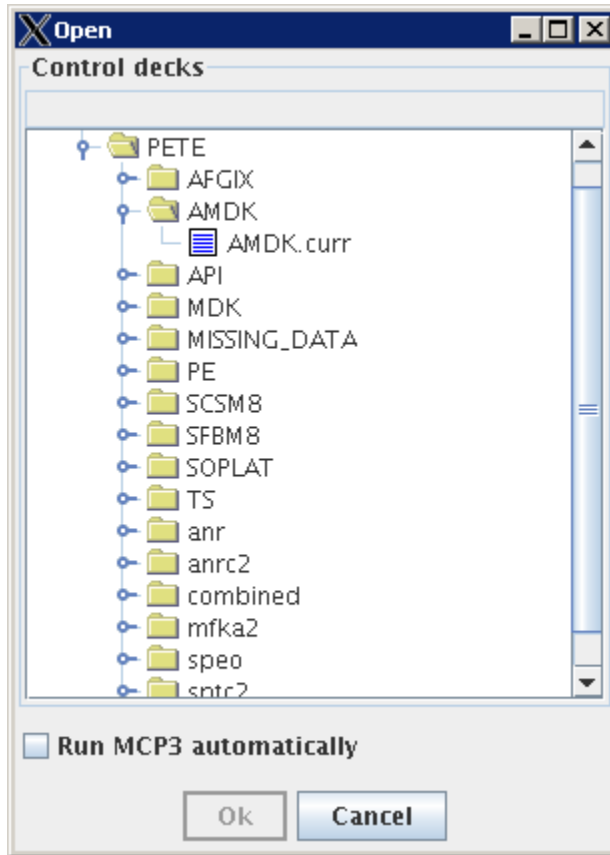 Open
Control decks
PETE
AFGIX
AMDK
AMDK.curr
API
MDK
MISSING_DATA
PE
SCSM8
SFBM8
SOPLAT
TS
anr
anrc2
combined
mfka2
speo
Run MCP3 automatically
Ok
Cancel